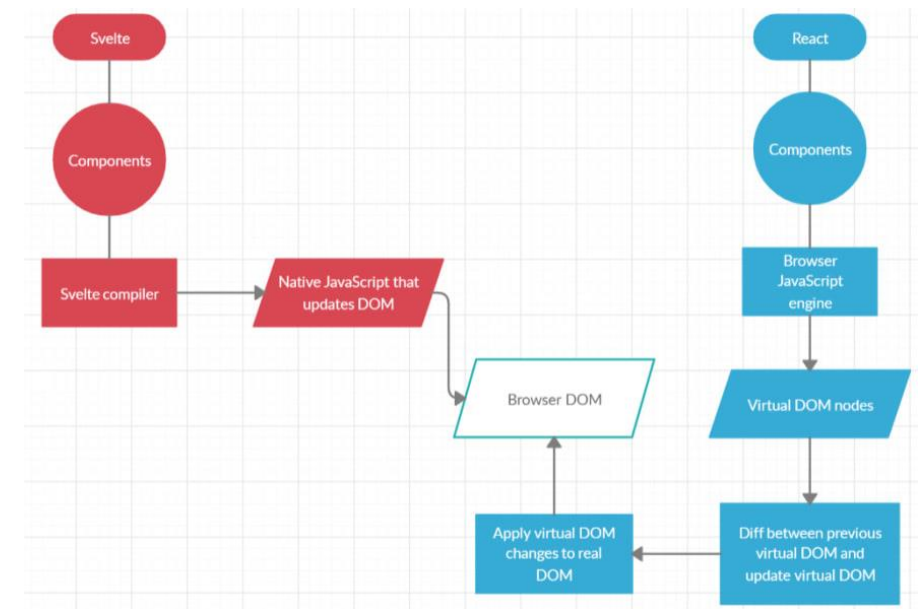 Svelte
React
Components
Components
Svelte compiler
Native JavaScript that
updates DOM
Browser
JavaScript
engine
Browser DOM
Virtual DOM nodes
Apply virtual DOM
changes to real
DOM
Diff between previous
virtual DOM and
update virtual DOM